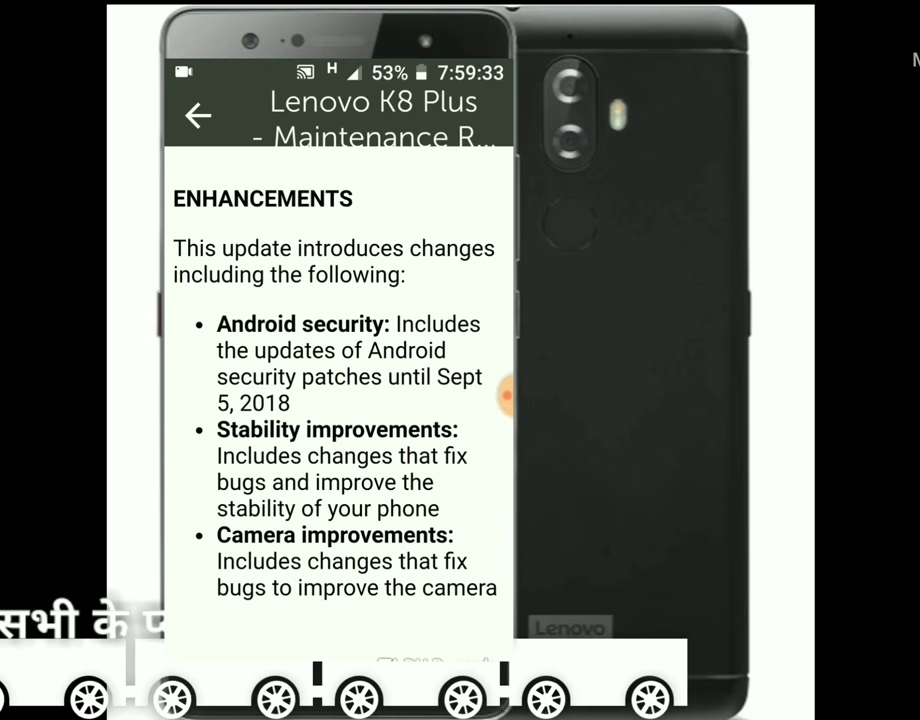 H 53% 7:59:33
Lenovo K8 Plus
- Maintenance R...
ENHANCEMENTS
This update introduces changes
including the following:
• Android security: Includes
the updates of Android
security patches until Sept
5, 2018
• Stability improvements:
Includes changes that fix
bugs and improve the
stability of your phone
• Camera improvements:
Includes changes that fix
bugs to improve the camera
सभी के
Lenovo